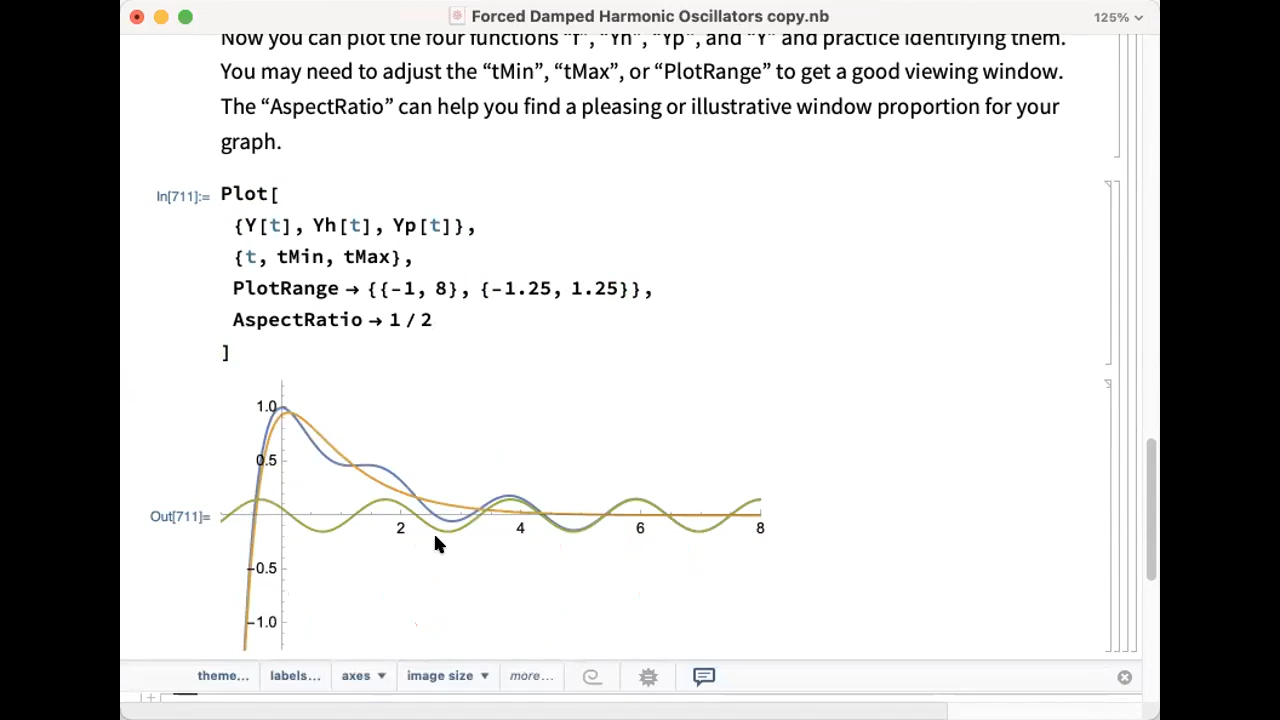 Forced Damped Harmonic Oscillators copy.nb
125%
Now you can plot the four functions “f”, “Yh”, “Yp”, and “Y” and practice identifying them.
You may need to adjust the “tMin”, “tMax”, or “PlotRange” to get a good viewing window.
The “AspectRatio” can help you find a pleasing or illustrative window proportion for your
graph.
In[711]:= Plot[
{Y[t], Yh[t], Yp[t]},
{t, tMin, tMax},
PlotRange → {{-1, 8}, {-1.25, 1.25}},
AspectRatio → 1 / 2
]
1.0
0.5
Out[711]=
2 4 6 8
-0.5
-1.0
theme... labels... axes image size more...